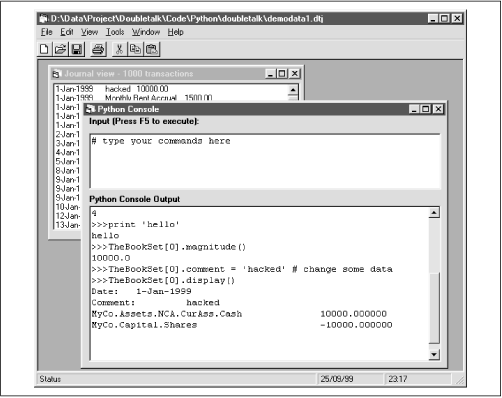 D:\Data\Project\Doubletalk\Code\Python\doubletalk\demodata1.dtj
File Edit View Tools Window Help
Journal view - 1000 transactions
1-Jan-1999 hacked 10000.00
1-Jan-1999 Monthly Rent Accrual 1500.00
1-Jan-1
1-Jan-1
1-Jan-1
2-Jan-1
3-Jan-1
4-Jan-1
5-Jan-1
8-Jan-1
9-Jan-1
9-Jan-1
9-Jan-1
10-Jan-
12-Jan-
13-Jan-
Python Console
Input (Press F5 to execute):
# type your commands here
Python Console Output
4
>>>print 'hello'
hello
>>>TheBookSet[0].magnitude()
10000.0
>>>TheBookSet[0].comment = 'hacked' # change some data
>>>TheBookSet[0].display()
Date: 1-Jan-1999
Comment: hacked
MyCo.Assets.NCA.CurAss.Cash 10000.000000
MyCo.Capital.Shares -10000.000000
Status 25/09/99 23:17